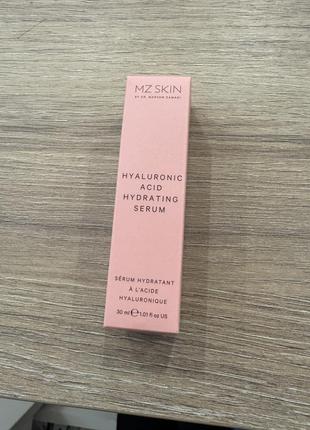 MZ SKIN
BY DR. MARYAM ZAMANI
HYALURONIC
ACID
HYDRATING
SERUM
SÉRUM HYDRATANT
À L'ACIDE
HYALURONIQUE
30 ml ℮ 1.01 fl oz US